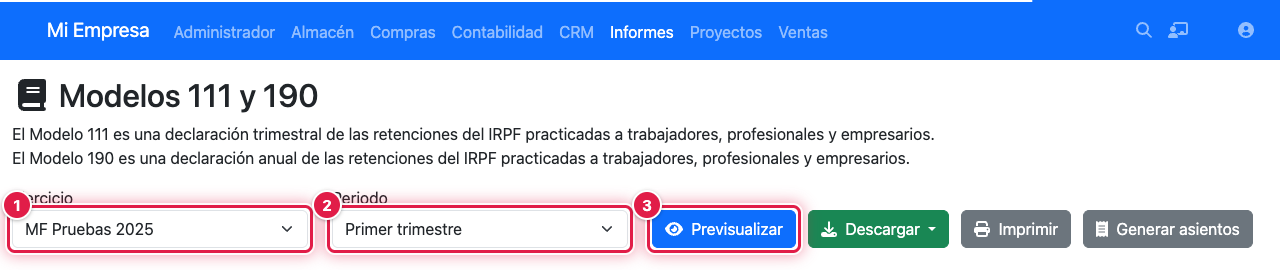 Mi Empresa Administrador Almacén Compras Contabilidad CRM Informes Proyectos Ventas
Modelos 111 y 190
El Modelo 111 es una declaración trimestral de las retenciones del IRPF practicadas a trabajadores, profesionales y empresarios.
El Modelo 190 es una declaración anual de las retenciones del IRPF practicadas a trabajadores, profesionales y empresarios.
ercicio eriodo
1 2 3
MF Pruebas 2025 Primer trimestre Previsualizar Descargar Imprimir Generar asientos